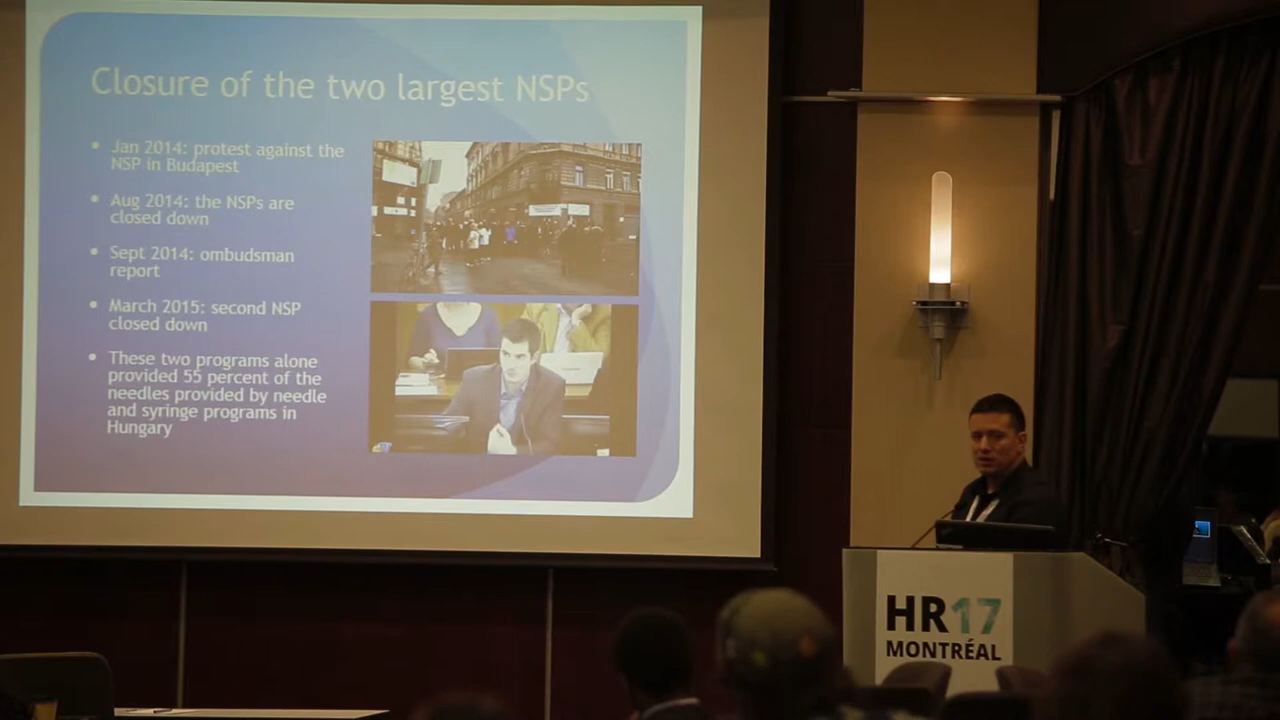 Closure of the two largest NSPs
• Jan 2014: protest against the
NSP in Budapest
• Aug 2014: the NSPs are
closed down
• Sept 2014: ombudsman
report
• March 2015: second NSP
closed down
• These two programs alone
provided 55 percent of the
needles provided by needle
and syringe programs in
Hungary
HR17
MONTRÉAL